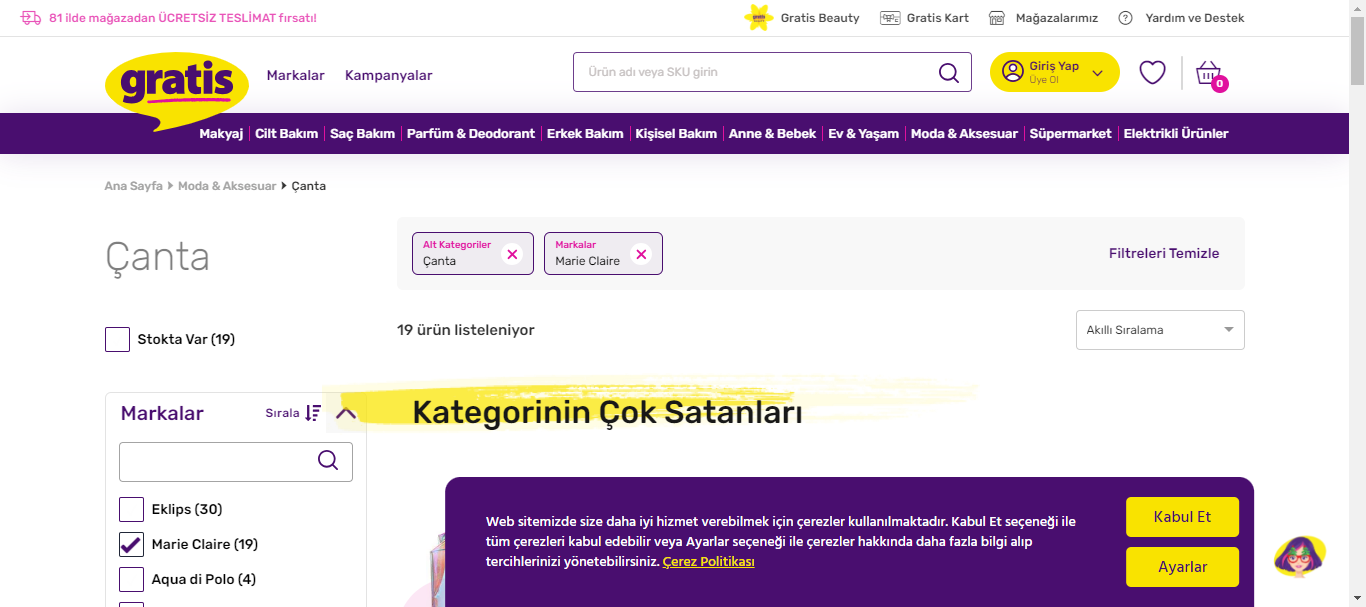 81 ilde mağazadan ÜCRETSİZ TESLİMAT fırsatı!
Gratis Beauty
Gratis Kart
Mağazalarımız
Yardım ve Destek
gratis
Markalar
Kampanyalar
Ürün adı veya SKU girin
Giriş Yap
Üye Ol
0
Makyaj
Cilt Bakım
Saç Bakım
Parfüm & Deodorant
Erkek Bakım
Kişisel Bakım
Anne & Bebek
Ev & Yaşam
Moda & Aksesuar
Süpermarket
Elektrikli Ürünler
Ana Sayfa
Moda & Aksesuar
Çanta
Çanta
Alt Kategoriler
Çanta
Markalar
Marie Claire
Filtreleri Temizle
Stokta Var (19)
19 ürün listeleniyor
Akıllı Sıralama
Markalar
Sırala
Kategorinin Çok Satanları
Eklips (30)
Marie Claire (19)
Aqua di Polo (4)
Web sitemizde size daha iyi hizmet verebilmek için çerezler kullanılmaktadır. Kabul Et seçeneği ile
tüm çerezleri kabul edebilir veya Ayarlar seçeneği ile çerezler hakkında daha fazla bilgi alıp
tercihlerinizi yönetebilirsiniz. Çerez Politikası
Kabul Et
Ayarlar